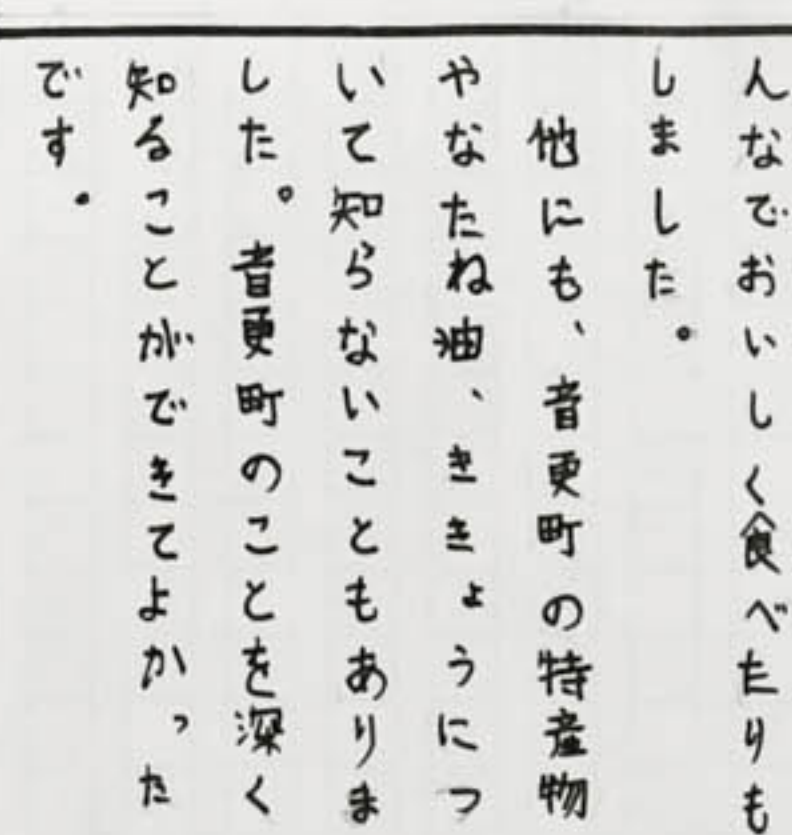 んなでおいしく食べたりも
しました。
他にも、音更町の特産物
やなたね油、ききょうにつ
いて知らないこともありま
した。音更町のことを深く
知ることができてよかった
です。